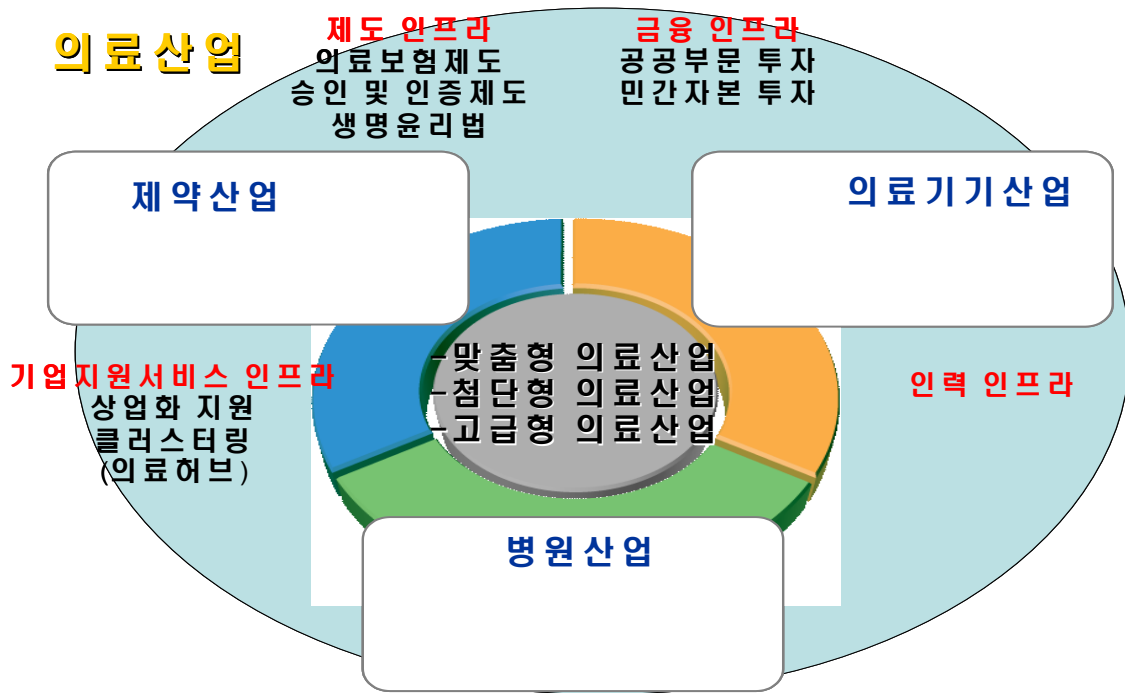 의료산업
제도 인프라
의료보험제도
승인 및 인증제도
생명윤리법
금융 인프라
공공부문 투자
민간자본 투자
제약산업
의료기기산업
-맞춤형 의료산업
-첨단형 의료산업
-고급형 의료산업
기업지원서비스 인프라
상업화 지원
클러스터링
(의료허브)
인력 인프라
병원산업